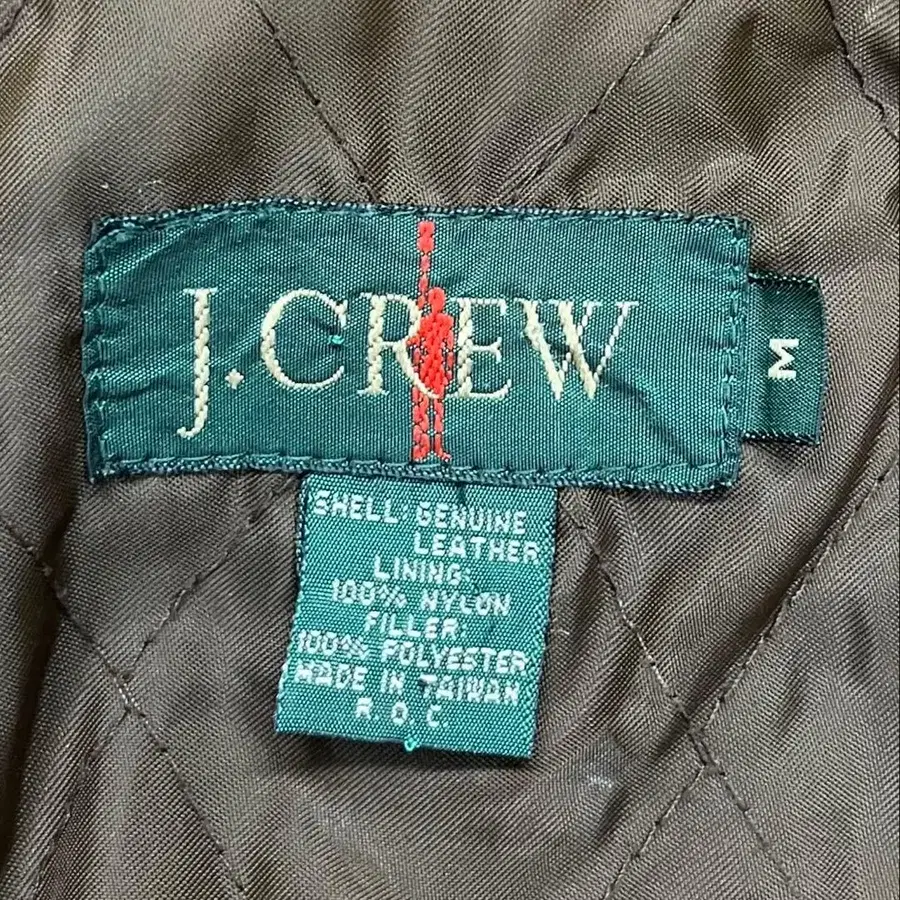 J.CREW
M
SHELL: GENUINE
LEATHER
LINING:
100% NYLON
FILLER:
100% POLYESTER
MADE IN TAIWAN
R.O.C